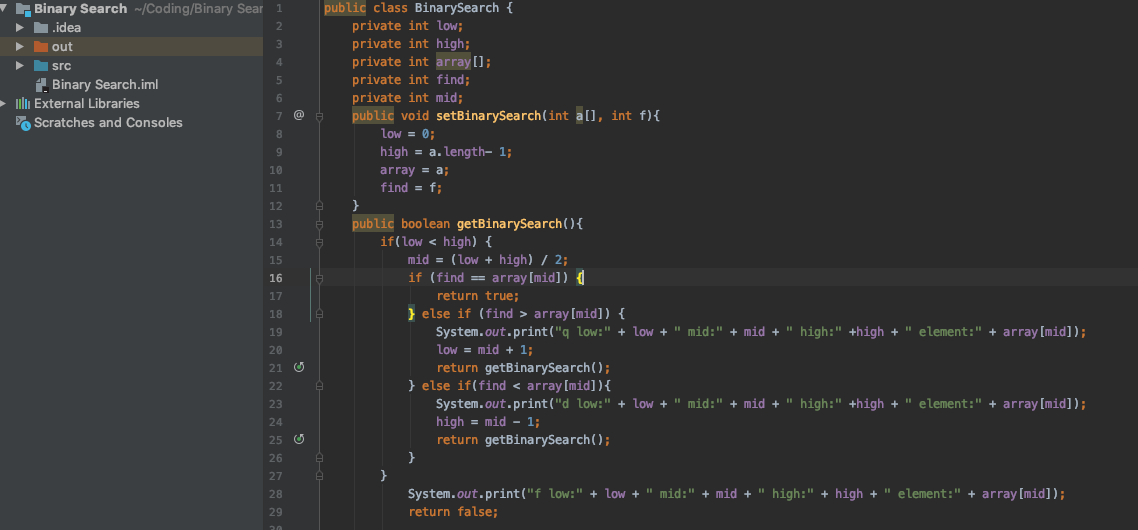 Binary Search ~/Coding/Binary Sear
.idea
out
src
Binary Search.iml
External Libraries
Scratches and Consoles
1 public class BinarySearch {
2 private int low;
3 private int high;
4 private int array[];
5 private int find;
6 private int mid;
7 @ public void setBinarySearch(int a[], int f){
8 low = 0;
9 high = a.length- 1;
10 array = a;
11 find = f;
12 }
13 public boolean getBinarySearch(){
14 if(low < high) {
15 mid = (low + high) / 2;
16 if (find == array[mid]) {
17 return true;
18 } else if (find > array[mid]) {
19 System.out.print("q low:" + low + " mid:" + mid + " high:" +high + " element:" + array[mid]);
20 low = mid + 1;
21 return getBinarySearch();
22 } else if(find < array[mid]){
23 System.out.print("d low:" + low + " mid:" + mid + " high:" +high + " element:" + array[mid]);
24 high = mid - 1;
25 return getBinarySearch();
26 }
27 }
28 System.out.print("f low:" + low + " mid:" + mid + " high:" + high + " element:" + array[mid]);
29 return false;